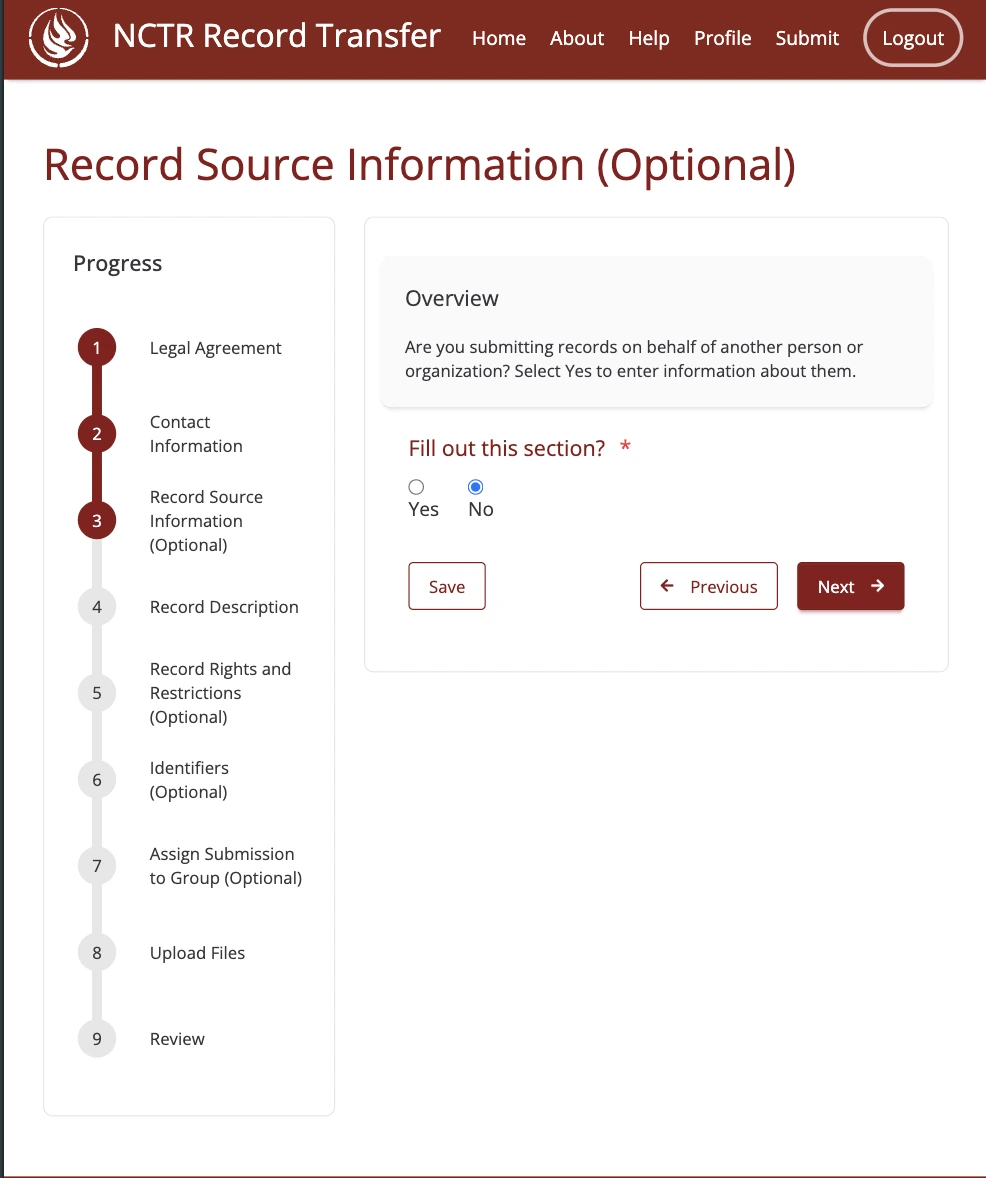 NCTR Record Transfer
Home
About
Help
Profile
Submit
Logout
Record Source Information (Optional)
Progress
1
Legal Agreement
2
Contact
Information
3
Record Source
Information
(Optional)
4
Record Description
5
Record Rights and
Restrictions
(Optional)
6
Identifiers
(Optional)
7
Assign Submission
to Group (Optional)
8
Upload Files
9
Review
Overview
Are you submitting records on behalf of another person or
organization? Select Yes to enter information about them.
Fill out this section? *
Yes
No
Save
← Previous
Next →